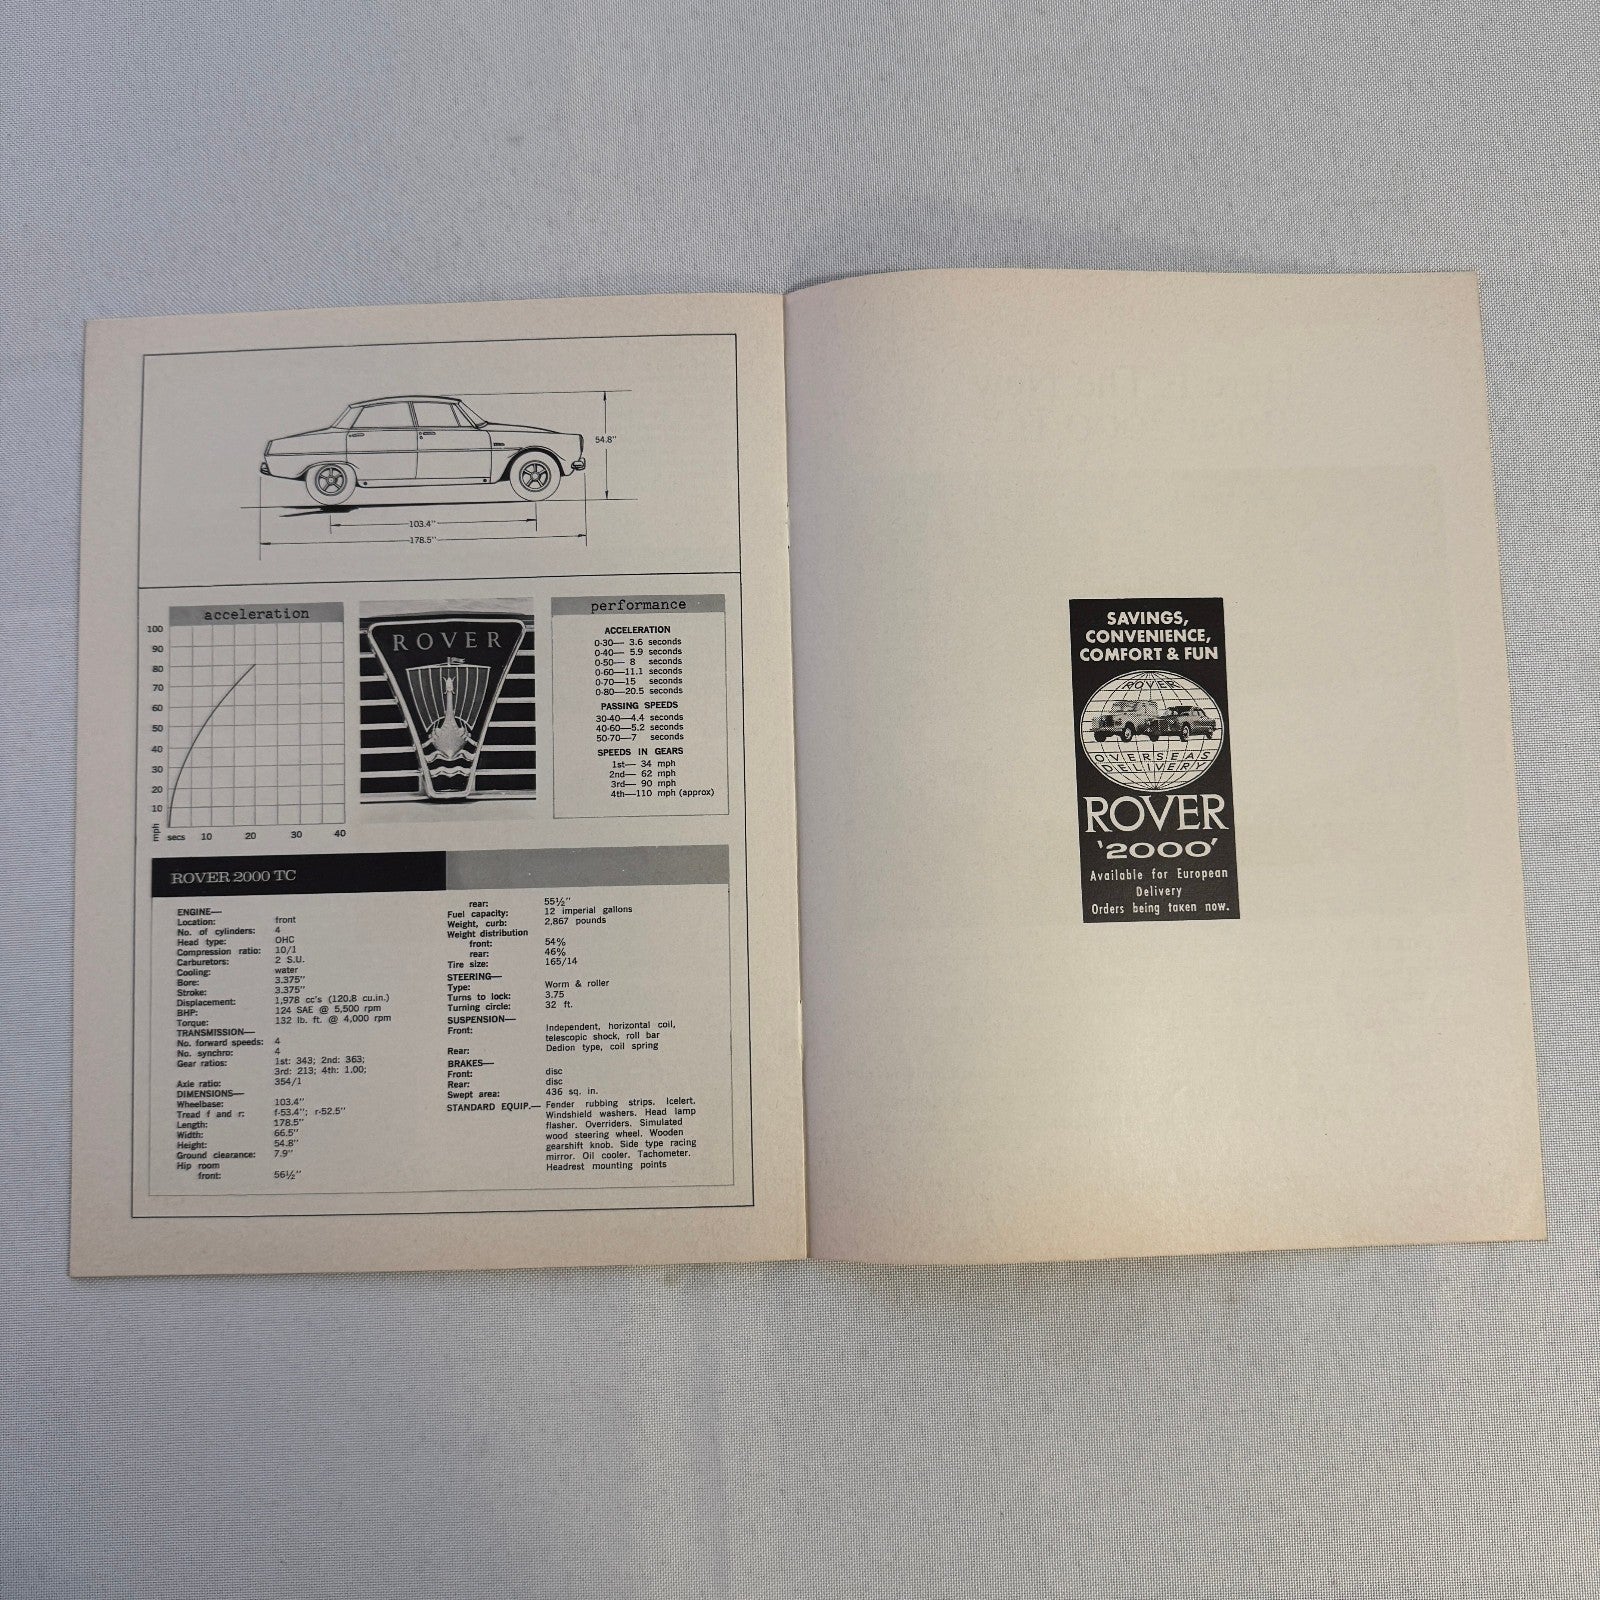 54.8"
103.4"
178.5"
acceleration
100
90
80
70
60
50
40
30
20
10
mph
secs 10 20 30 40
ROVER
performance
ACCELERATION
0-30— 3.6 seconds
0-40— 5.9 seconds
0-50— 8 seconds
0-60—11.1 seconds
0-70—15 seconds
0-80—20.5 seconds
PASSING SPEEDS
30-40—4.4 seconds
40-60—5.2 seconds
50-70—7 seconds
SPEEDS IN GEARS
1st— 34 mph
2nd— 62 mph
3rd— 90 mph
4th—110 mph (approx)
ROVER 2000 TC
ENGINE—
Location: front
No. of cylinders: 4
Head type: OHC
Compression ratio: 10/1
Carburetors: 2 S.U.
Cooling: water
Bore: 3.375"
Stroke: 3.375"
Displacement: 1,978 cc's (120.8 cu.in.)
BHP: 124 SAE @ 5,500 rpm
Torque: 132 lb. ft. @ 4,000 rpm
TRANSMISSION—
No. forward speeds: 4
No. synchro: 4
Gear ratios: 1st: 343; 2nd: 363;
3rd: 213; 4th: 1.00;
Axle ratio: 354/1
DIMENSIONS—
Wheelbase: 103.4"
Tread f and r: f-53.4"; r-52.5"
Length: 178.5"
Width: 66.5"
Height: 54.8"
Ground clearance: 7.9"
Hip room
front: 56½"
rear: 55½"
Fuel capacity: 12 imperial gallons
Weight, curb: 2,867 pounds
Weight distribution
front: 54%
rear: 46%
Tire size: 165/14
STEERING—
Type: Worm & roller
Turns to lock: 3.75
Turning circle: 32 ft.
SUSPENSION—
Front: Independent, horizontal coil,
telescopic shock, roll bar
Rear: Dedion type, coil spring
BRAKES—
Front: disc
Rear: disc
Swept area: 436 sq. in.
STANDARD EQUIP.— Fender rubbing strips. Icelert.
Windshield washers. Head lamp
flasher. Overriders. Simulated
wood steering wheel. Wooden
gearshift knob. Side type racing
mirror. Oil cooler. Tachometer.
Headrest mounting points
SAVINGS,
CONVENIENCE,
COMFORT & FUN
ROVER
OVERSEAS
DELIVERY
ROVER
'2000'
Available for European
Delivery
Orders being taken now.